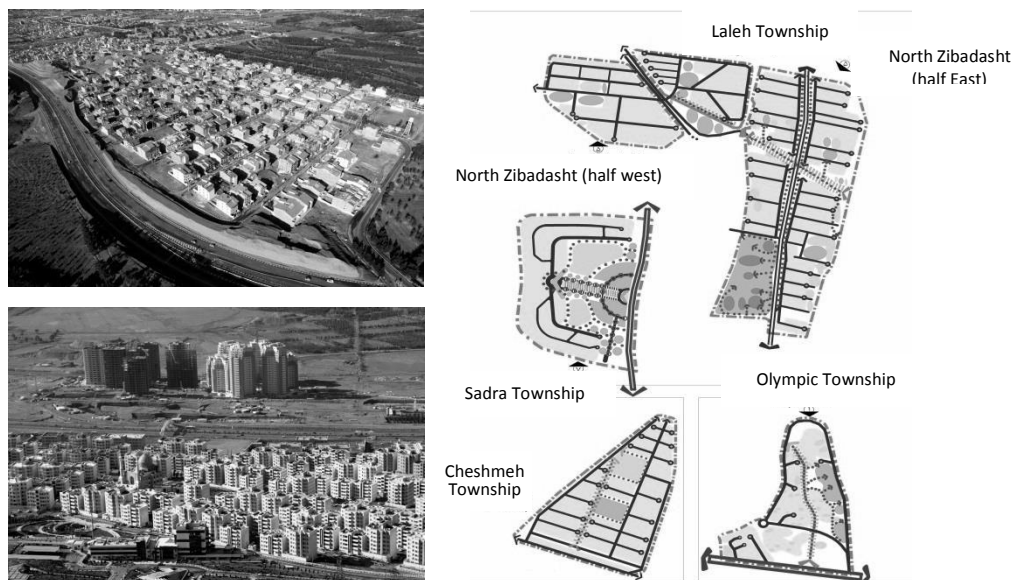 Laleh Township
North Zibadasht
(half East)
North Zibadasht (half west)
Sadra Township
Olympic Township
Cheshmeh
Township